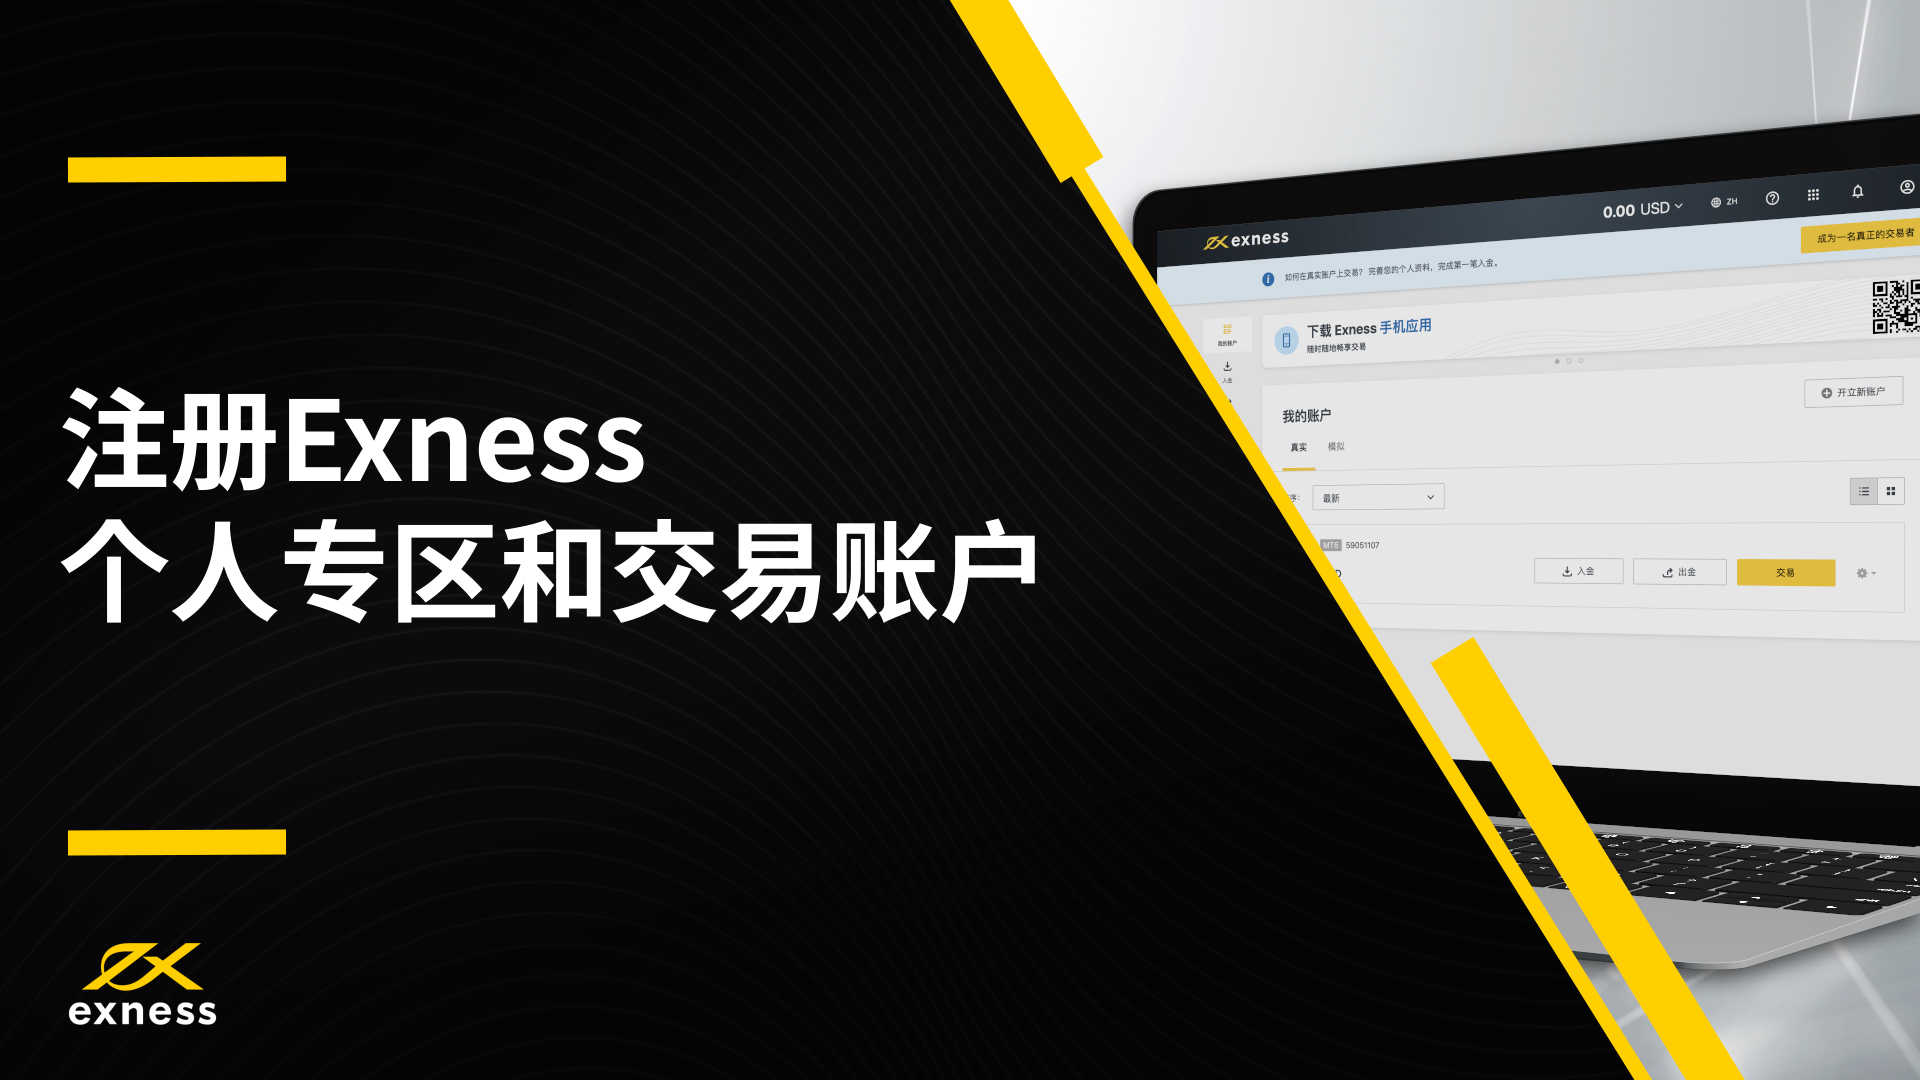 注册Exness
个人专区和交易账户
exness
exness
0.00 USD
ZH
如何在真实账户上交易？完善您的个人资料，完成第一笔入金。
成为一名真正的交易者
下载 Exness 手机应用
随时随地畅享交易
我的账户
入金
我的账户
开立新账户
真实
模拟
序：
最新
MT5 59051107
D
入金
出金
交易